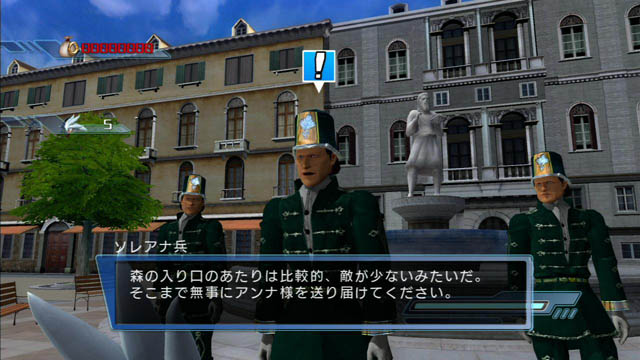 5
ソレアナ兵
森の入り口のあたりは比較的、敵が少ないみたいだ。
そこまで無事にアンナ様を送り届けてください。